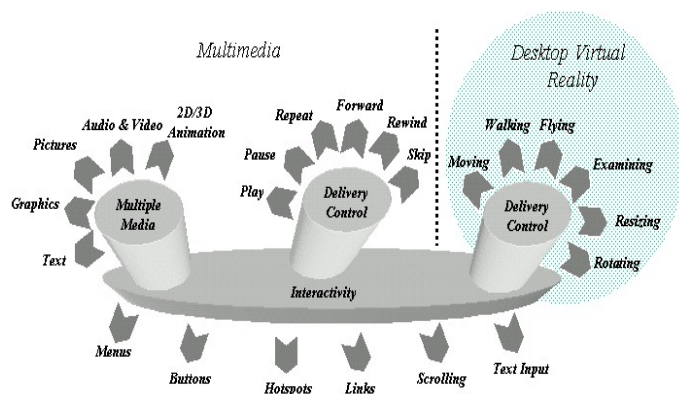 Multimedia
Desktop Virtual
Reality
2D/3D
Animation
Audio & Video
Pictures
Graphics
Text
Multiple
Media
Forward
Repeat
Rewind
Pause
Skip
Play
Delivery
Control
Walking
Flying
Moving
Examining
Resizing
Rotating
Delivery
Control
Interactivity
Menus
Buttons
Hotspots
Links
Scrolling
Text Input